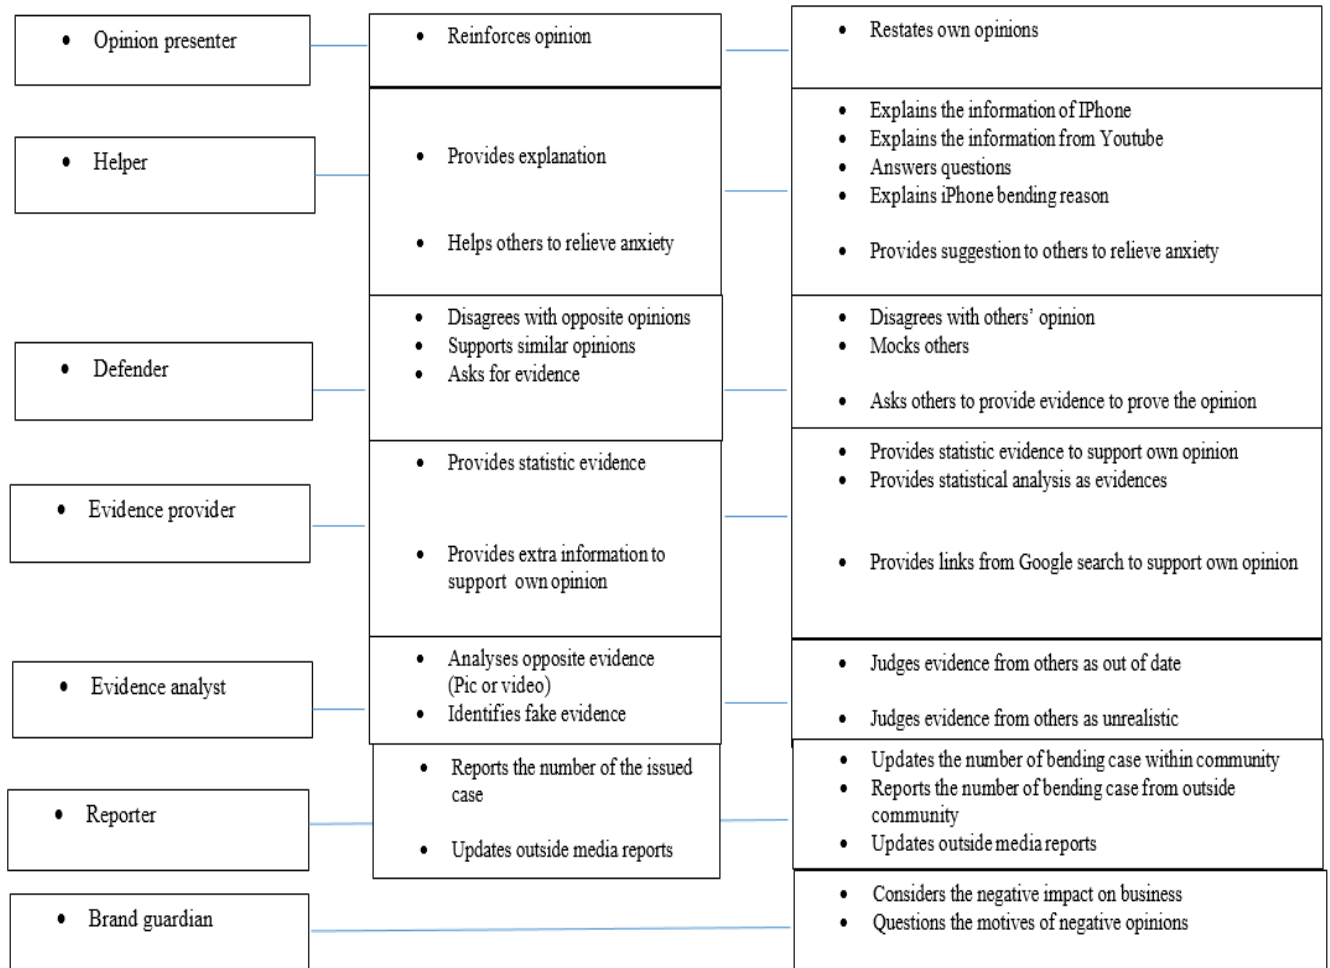 • Opinion presenter
• Reinforces opinion
• Restates own opinions
• Helper
• Provides explanation
• Helps others to relieve anxiety
• Explains the information of IPhone
• Explains the information from Youtube
• Answers questions
• Explains iPhone bending reason
• Provides suggestion to others to relieve anxiety
• Defender
• Disagrees with opposite opinions
• Supports similar opinions
• Asks for evidence
• Disagrees with others’ opinion
• Mocks others
• Asks others to provide evidence to prove the opinion
• Evidence provider
• Provides statistic evidence
• Provides extra information to
support own opinion
• Provides statistic evidence to support own opinion
• Provides statistical analysis as evidences
• Provides links from Google search to support own opinion
• Evidence analyst
• Analyses opposite evidence
(Pic or video)
• Identifies fake evidence
• Judges evidence from others as out of date
• Judges evidence from others as unrealistic
• Reporter
• Reports the number of the issued
case
• Updates outside media reports
• Updates the number of bending case within community
• Reports the number of bending case from outside
community
• Updates outside media reports
• Brand guardian
• Considers the negative impact on business
• Questions the motives of negative opinions